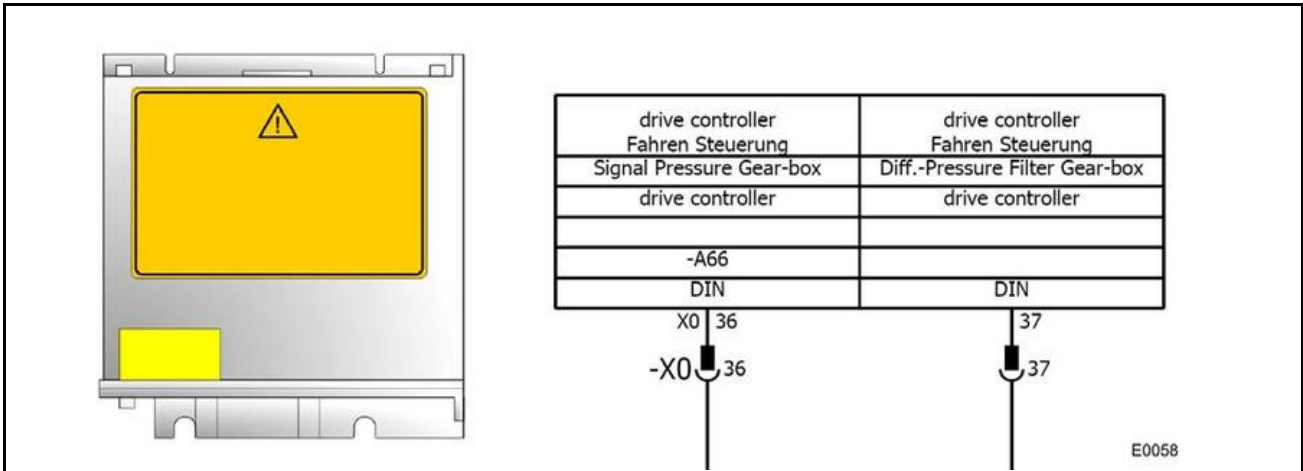 drive controller
Fahren Steuerung
drive controller
Fahren Steuerung
Signal Pressure Gear-box
Diff.-Pressure Filter Gear-box
drive controller
drive controller
-A66
DIN
DIN
X0 36
37
-X0 36
37
E0058